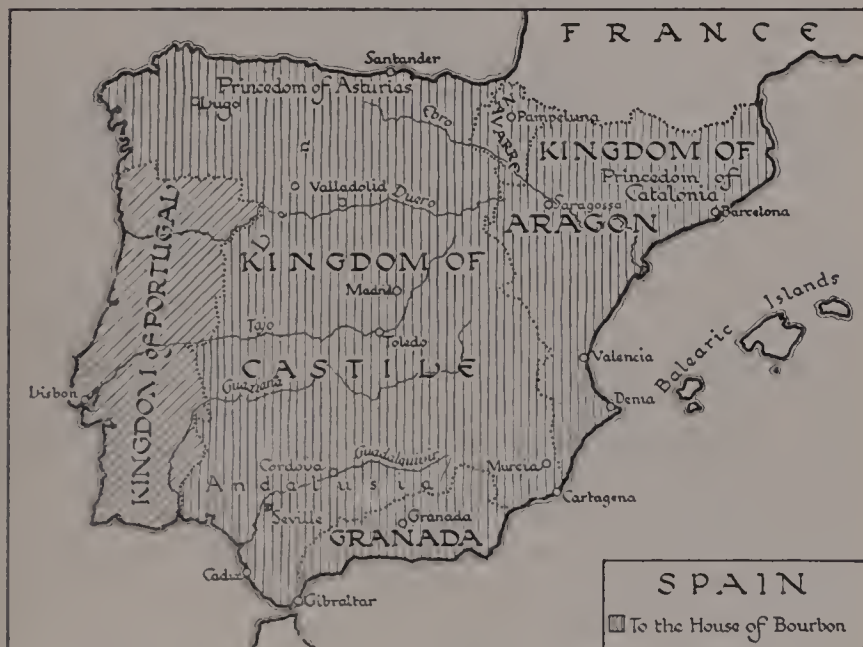 FRANCE
Santander
Princedom of Asturias
Lugo
Ebro
NAVARRE
Pampeluna
KINGDOM OF
Princedom of
Catalonia
Valladolid
Duero
Saragossa
ARAGON
Barcelona
KINGDOM OF
Madrid
KINGDOM of PORTUGAL
Tajo
Toledo
Balearic Islands
Valencia
CASTILE
Lisbon
Guadiana
Denia
Cordova
Guadalquivir
Murcia
Andalusia
Cartagena
Seville
Granada
GRANADA
Cadiz
Gibraltar
SPAIN
To the House of Bourbon